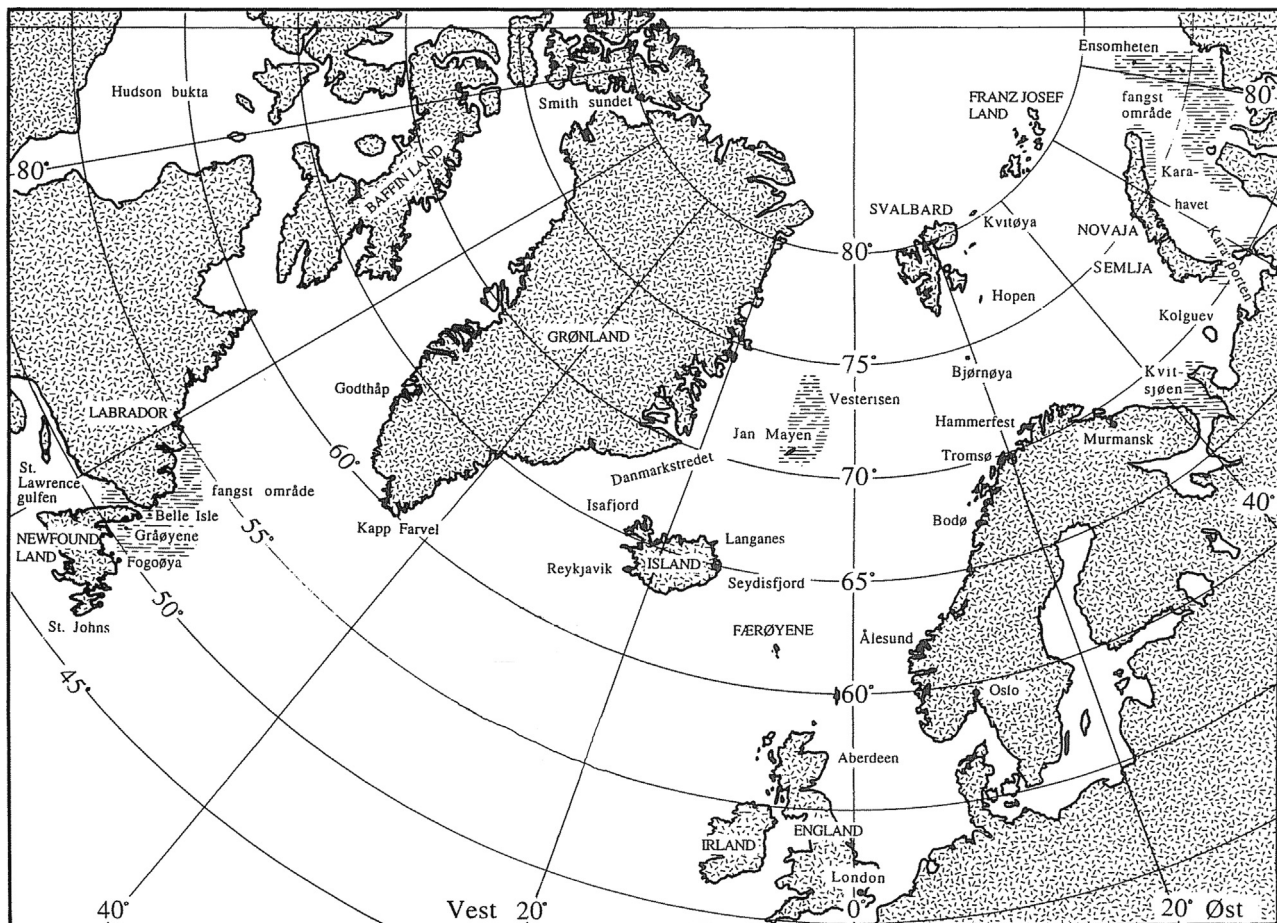 Ensomheten
Hudson bukta
Smith sundet
FRANZ JOSEF
LAND
fangst
område
80°
80°
BAFFIN LAND
Kara-
havet
SVALBARD
Kvitøya
NOVAJA
SEMLJA
Kara porten
80°
Hopen
Kolguev
GRØNLAND
75°
Bjørnøya
Kvit-
sjøen
Godthåp
Vesterisen
LABRADOR
Hammerfest
Jan Mayen
Murmansk
Tromsø
60°
Danmarkstredet
70°
St.
Lawrence
gulfen
fangst område
40°
Isafjord
Belle Isle
55°
Kapp Farvel
Bodø
NEWFOUND
LAND
Gråøyene
Langanes
Fogoøya
Reykjavik
ISLAND
Seydisfjord
65°
50°
St. Johns
FÆRØYENE
Ålesund
45°
60°
Oslo
Aberdeen
ENGLAND
IRLAND
London
40°
Vest 20°
0°
20° Øst